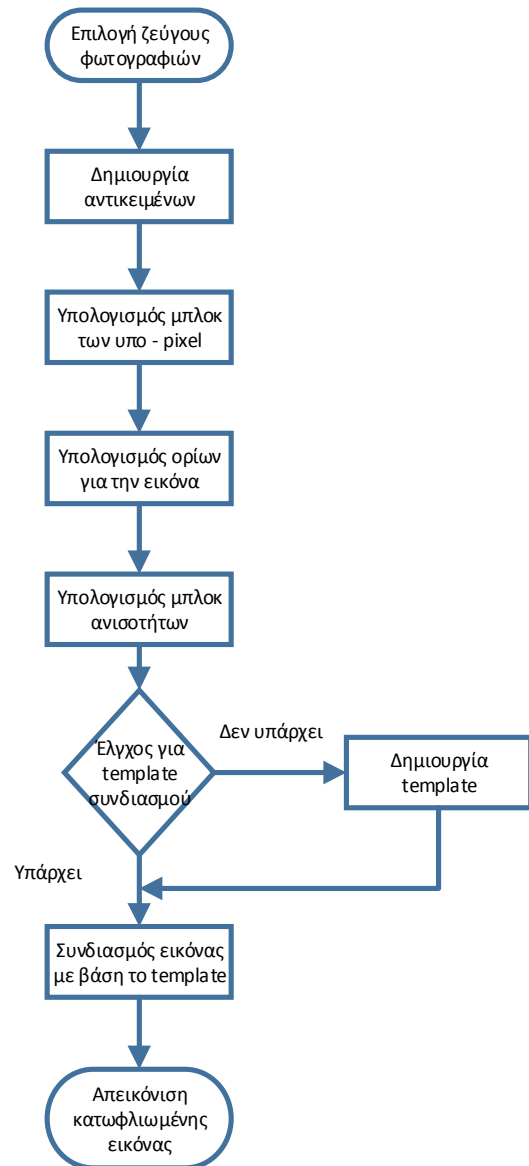 Επιλογή ζεύγους
φωτογραφιών
Δημιουργία
αντικειμένων
Υπολογισμός μπλοκ
των υπο - pixel
Υπολογισμός ορίων
για την εικόνα
Υπολογισμός μπλοκ
ανισοτήτων
Έλγχος για
template
συνδιασμού
Δεν υπάρχει
Δημιουργία
template
Υπάρχει
Συνδιασμός εικόνας
με βάση το template
Απεικόνιση
κατωφλιωμένης
εικόνας